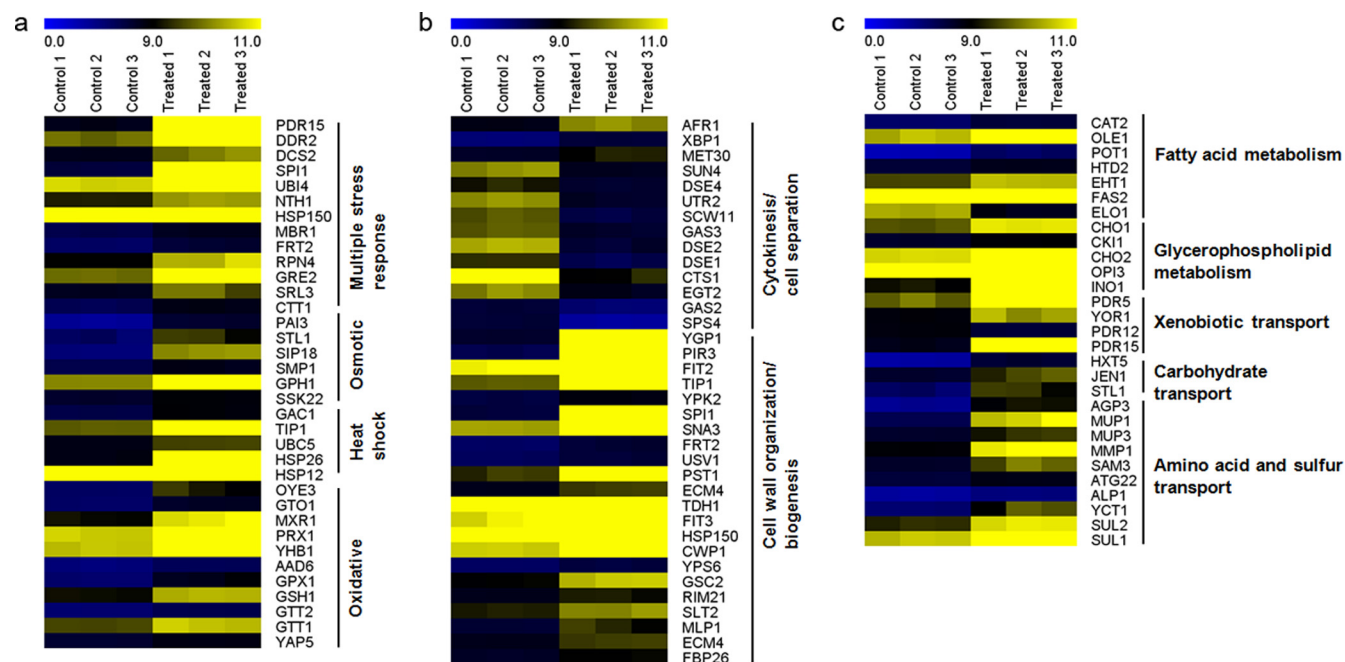 a
0.0 9.0 11.0
Control 1
Control 2
Control 3
Treated 1
Treated 2
Treated 3
PDR15
DDR2
DCS2
SPI1
UBI4
NTH1
HSP150
MBR1
FRT2
RPN4
GRE2
SRL3
CTT1
PAI3
STL1
SIP18
SMP1
GPH1
SSK22
GAC1
TIP1
UBC5
HSP26
HSP12
OYE3
GTO1
MXR1
PRX1
YHB1
AAD6
GPX1
GSH1
GTT2
GTT1
YAP5
Multiple stress
response
Osmotic
Heat
shock
Oxidative
b
0.0 9.0 11.0
Control 1
Control 2
Control 3
Treated 1
Treated 2
Treated 3
AFR1
XBP1
MET30
SUN4
DSE4
UTR2
SCW11
GAS3
DSE2
DSE1
CTS1
EGT2
GAS2
SPS4
YGP1
PIR3
FIT2
TIP1
YPK2
SPI1
SNA3
FRT2
USV1
PST1
ECM4
TDH1
FIT3
HSP150
CWP1
YPS6
GSC2
RIM21
SLT2
MLP1
ECM4
FBP26
Cytokinesis/
cell separation
Cell wall organization/
biogenesis
c
0.0 9.0 11.0
Control 1
Control 2
Control 3
Treated 1
Treated 2
Treated 3
CAT2
OLE1
POT1
HTD2
EHT1
FAS2
ELO1
CHO1
CKI1
CHO2
OPI3
INO1
PDR5
YOR1
PDR12
PDR15
HXT5
JEN1
STL1
AGP3
MUP1
MUP3
MMP1
SAM3
ATG22
ALP1
YCT1
SUL2
SUL1
Fatty acid metabolism
Glycerophospholipid
metabolism
Xenobiotic transport
Carbohydrate
transport
Amino acid and sulfur
transport